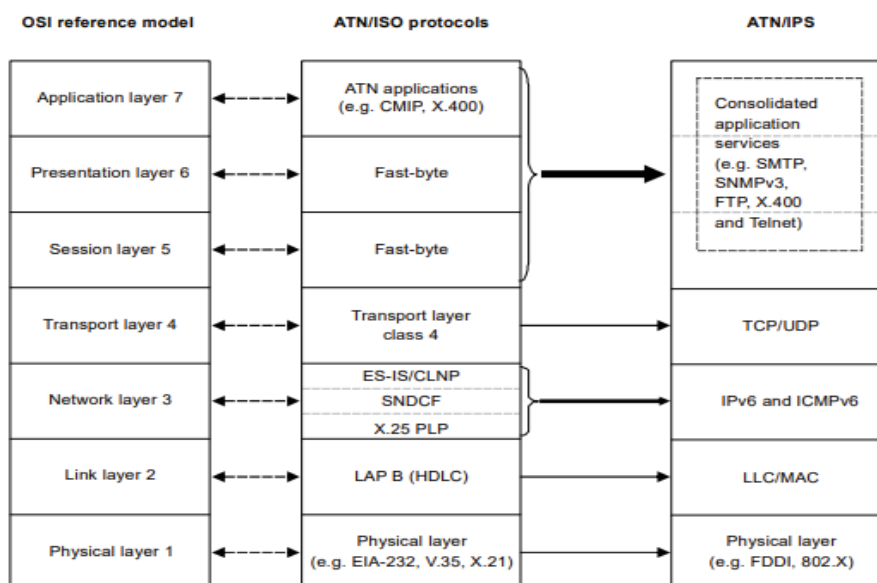 OSI reference model
ATN/ISO protocols
ATN/IPS
Application layer 7
ATN applications
(e.g. CMIP, X.400)
Consolidated
application
services
(e.g. SMTP,
SNMPv3,
FTP, X.400
and Telnet)
Presentation layer 6
Fast-byte
Session layer 5
Fast-byte
Transport layer 4
Transport layer
class 4
TCP/UDP
Network layer 3
ES-IS/CLNP
SNDCF
X.25 PLP
IPv6 and ICMPv6
Link layer 2
LAP B (HDLC)
LLC/MAC
Physical layer 1
Physical layer
(e.g. EIA-232, V.35, X.21)
Physical layer
(e.g. FDDI, 802.X)